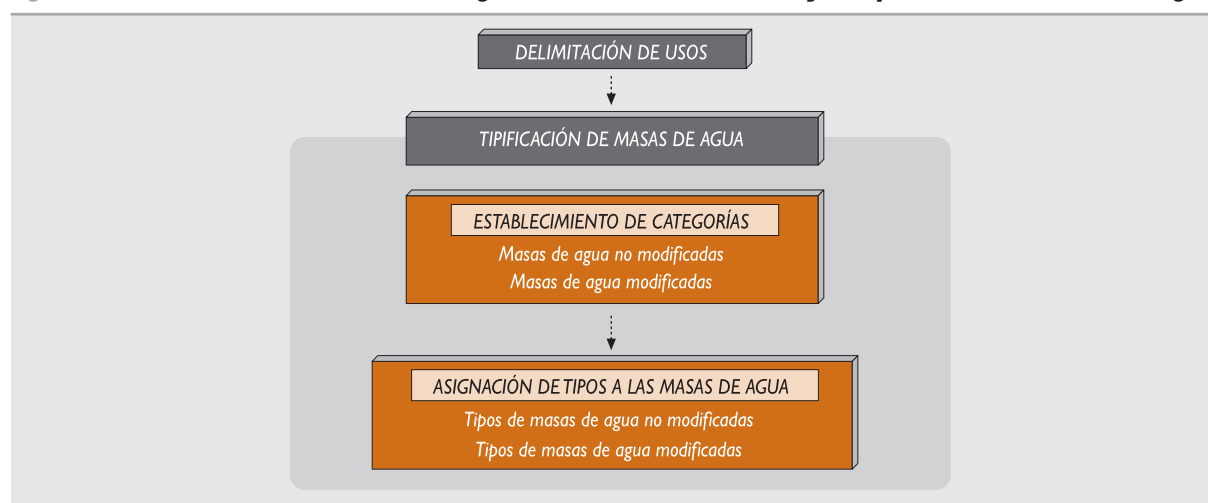 DELIMITACIÓN DE USOS
TIPIFICACIÓN DE MASAS DE AGUA
ESTABLECIMIENTO DE CATEGORÍAS
Masas de agua no modificadas
Masas de agua modificadas
ASIGNACIÓN DE TIPOS A LAS MASAS DE AGUA
Tipos de masas de agua no modificadas
Tipos de masas de agua modificadas